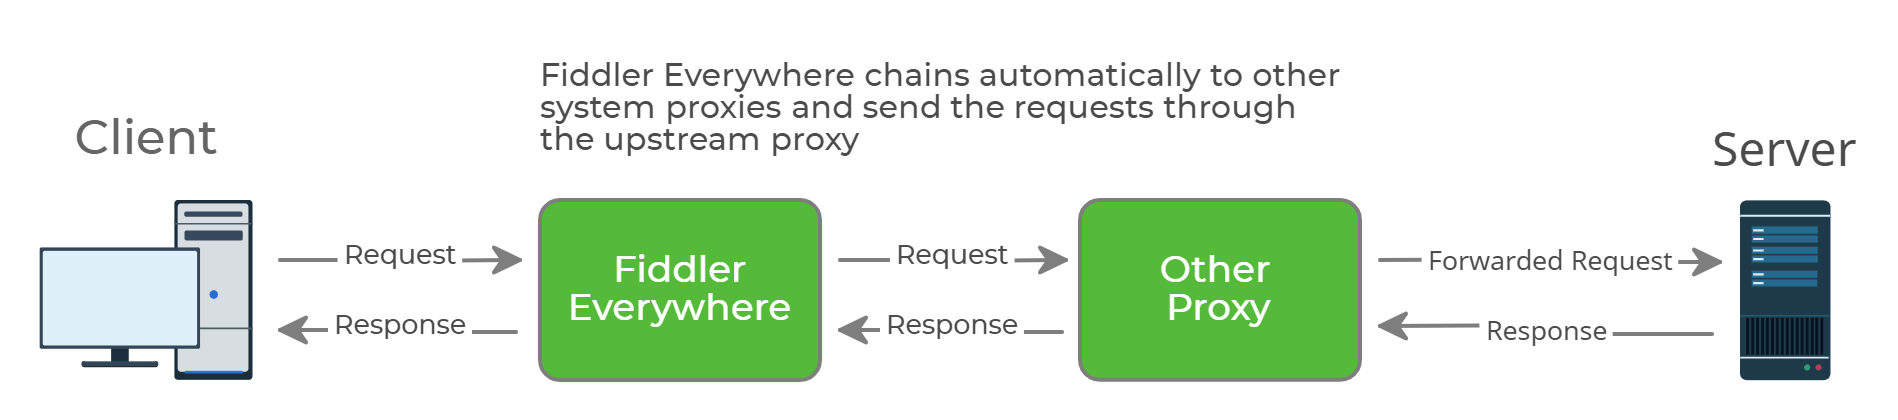 Fiddler Everywhere chains automatically to other
system proxies and send the requests through
the upstream proxy
Client
Server
Request
Fiddler
Everywhere
Request
Other
Proxy
Forwarded Request
Response
Response
Response